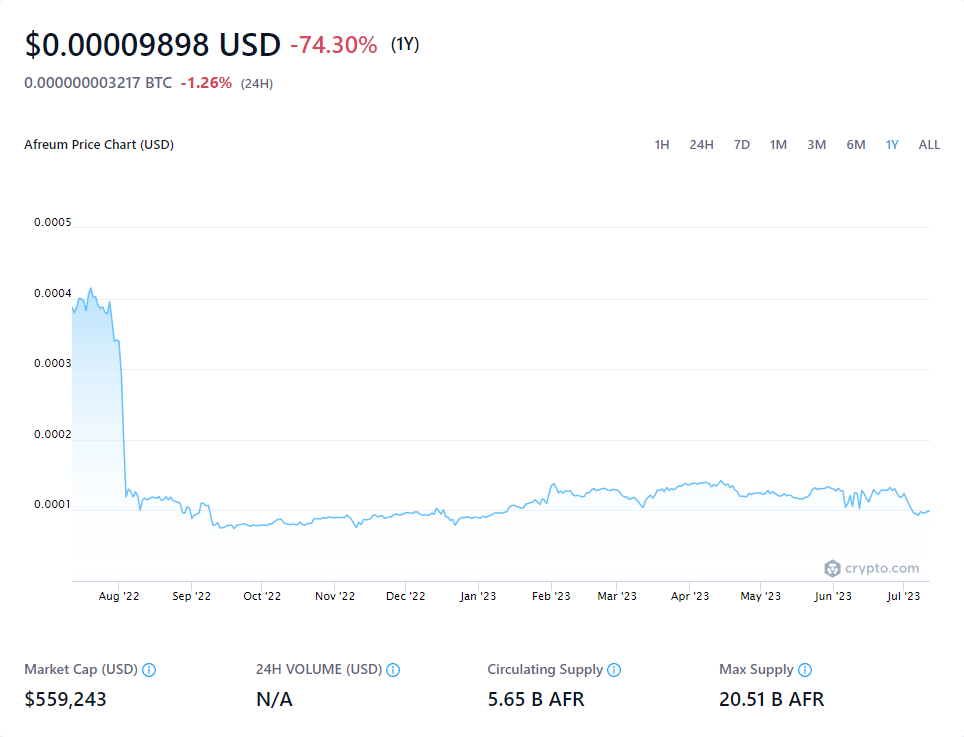 $0.00009898 USD -74.30% (1Y)
0.000000003217 BTC -1.26% (24H)
Afreum Price Chart (USD) 1H 24H 7D 1M 3M 6M 1Y ALL
0.0005
0.0004
0.0003
0.0002
0.0001
crypto.com
Aug '22 Sep '22 Oct '22 Nov '22 Dec '22 Jan '23 Feb '23 Mar '23 Apr '23 May '23 Jun '23 Jul '23
Market Cap (USD) 24H VOLUME (USD) Circulating Supply Max Supply
$559,243 N/A 5.65 B AFR 20.51 B AFR